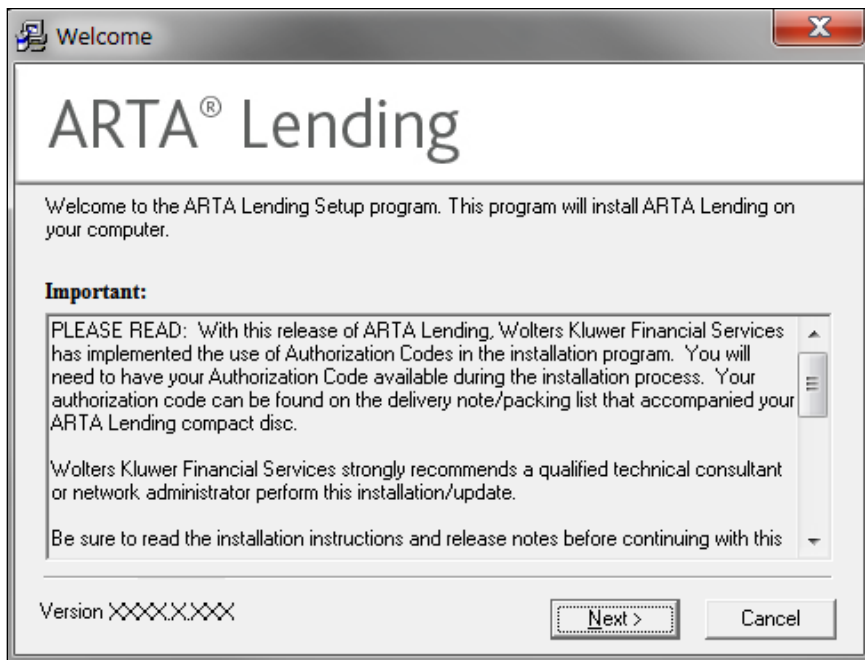 Welcome
ARTA® Lending
Welcome to the ARTA Lending Setup program. This program will install ARTA Lending on
your computer.
Important:
PLEASE READ:  With this release of ARTA Lending, Wolters Kluwer Financial Services
has implemented the use of Authorization Codes in the installation program.  You will
need to have your Authorization Code available during the installation process.  Your
authorization code can be found on the delivery note/packing list that accompanied your
ARTA Lending compact disc.
Wolters Kluwer Financial Services strongly recommends a qualified technical consultant
or network administrator perform this installation/update.
Be sure to read the installation instructions and release notes before continuing with this
Version XXXX.X.XXX
Next >
Cancel